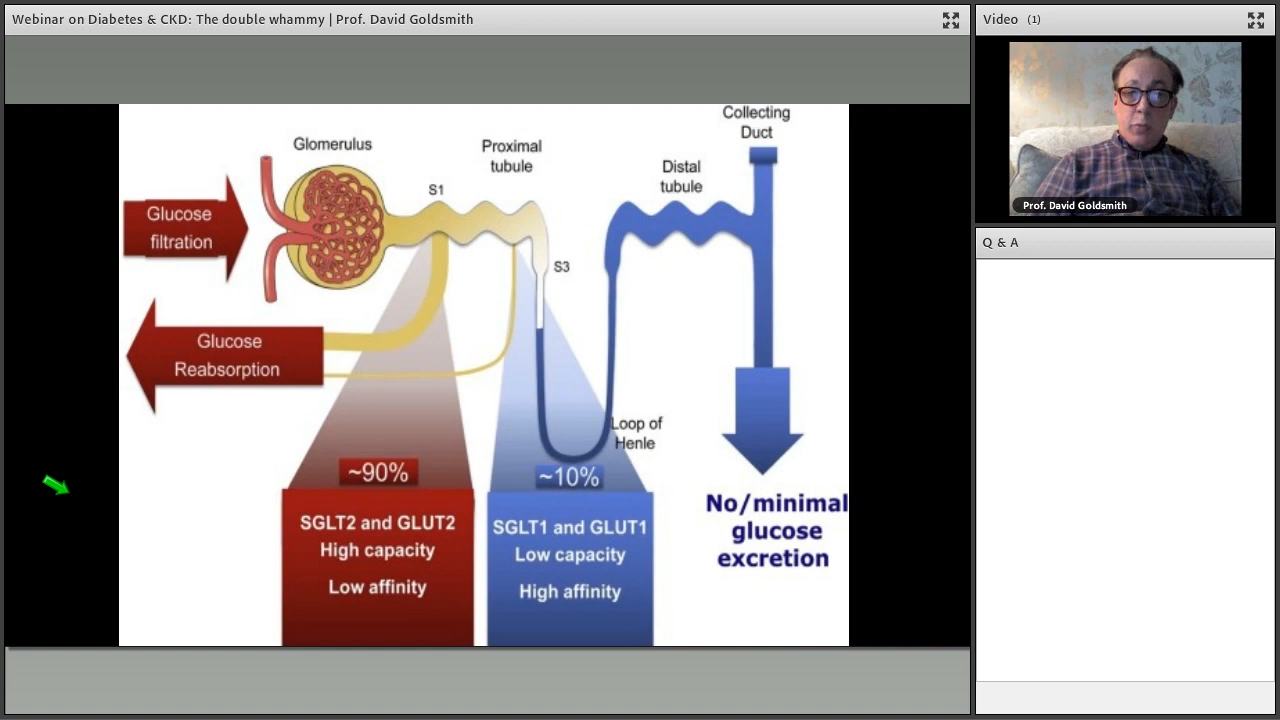 Webinar on Diabetes & CKD: The double whammy | Prof. David Goldsmith
Video (1)
Prof. David Goldsmith
Q & A
Collecting
Duct
Glomerulus
Proximal
tubule
Distal
tubule
S1
Glucose
filtration
S3
Glucose
Reabsorption
Loop of
Henle
~90%
~10%
SGLT2 and GLUT2
High capacity
Low affinity
SGLT1 and GLUT1
Low capacity
High affinity
No/minimal
glucose
excretion